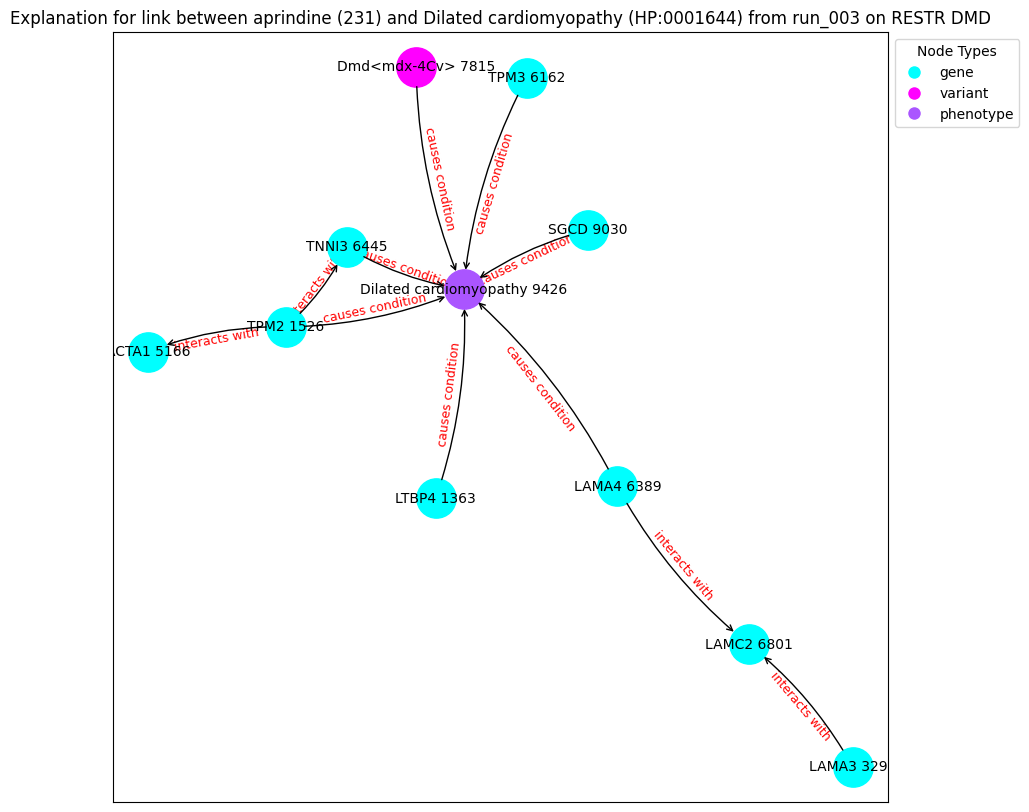 Explanation for link between aprindine (231) and Dilated cardiomyopathy (HP:0001644) from run_003 on RESTR DMD
Node Types
gene
variant
phenotype
Dmd<mdx-4Cv> 7815
TPM3 6162
causes condition
causes condition
SGCD 9030
TNNI3 6445
causes condition
causes condition
Dilated cardiomyopathy 9426
interacts with
causes condition
TPM2 1526
interacts with
ACTA1 5166
causes condition
causes condition
LTBP4 1363
LAMA4 6389
interacts with
LAMC2 6801
interacts with
LAMA3 329